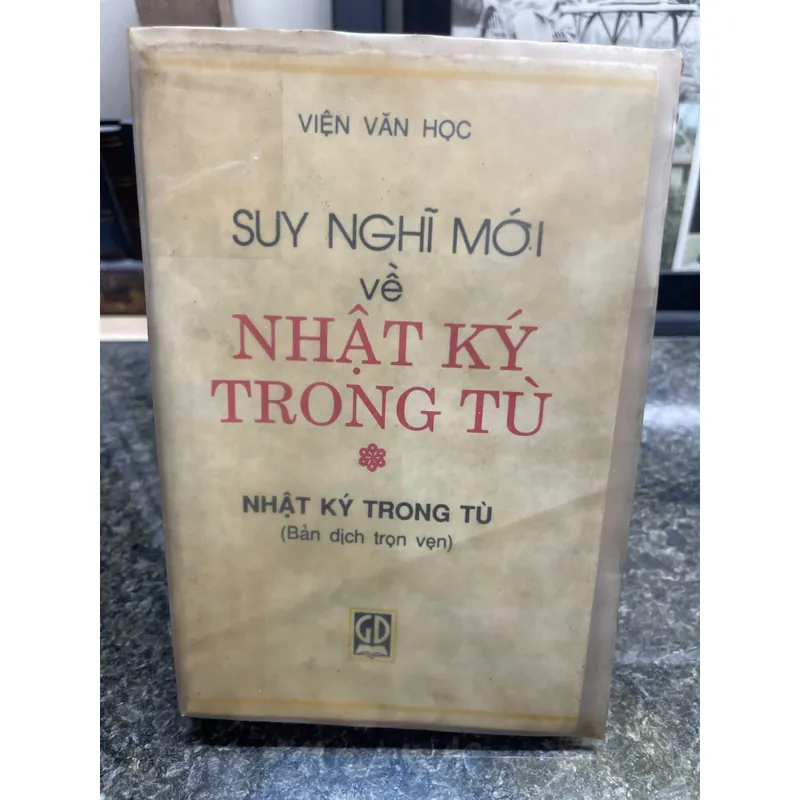 VIỆN VĂN HỌC
SUY NGHĨ MỚI
về
NHẬT KÝ
TRONG TÙ
NHẬT KÝ TRONG TÙ
(Bản dịch trọn vẹn)
GD